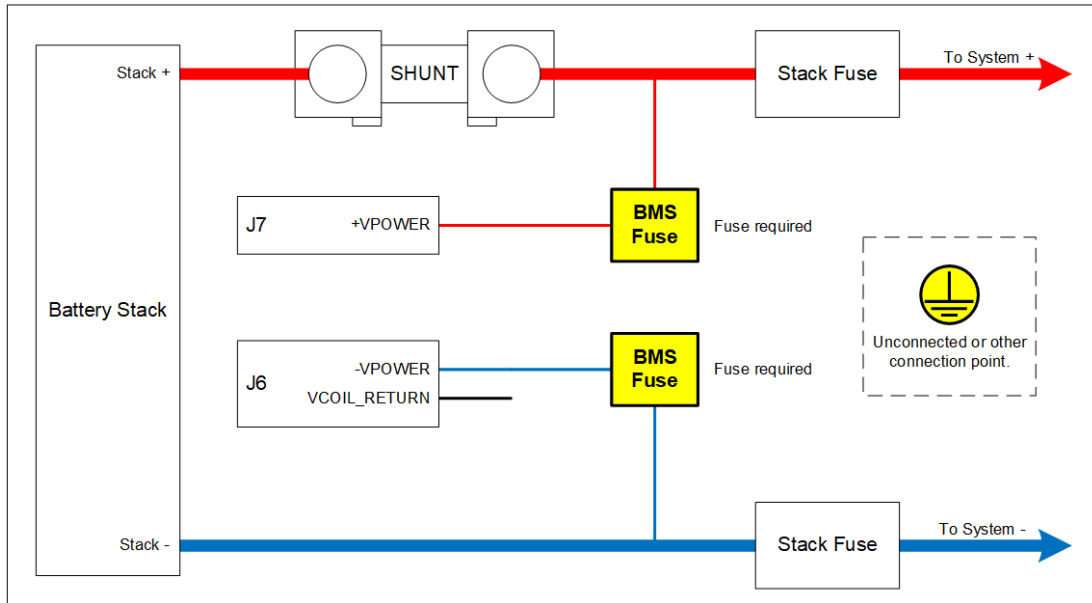 Stack +
SHUNT
Stack Fuse
To System +
J7
+VPOWER
BMS
Fuse
Fuse required
Battery Stack
Unconnected or other
connection point.
J6
-VPOWER
VCOIL_RETURN
BMS
Fuse
Fuse required
Stack -
Stack Fuse
To System -